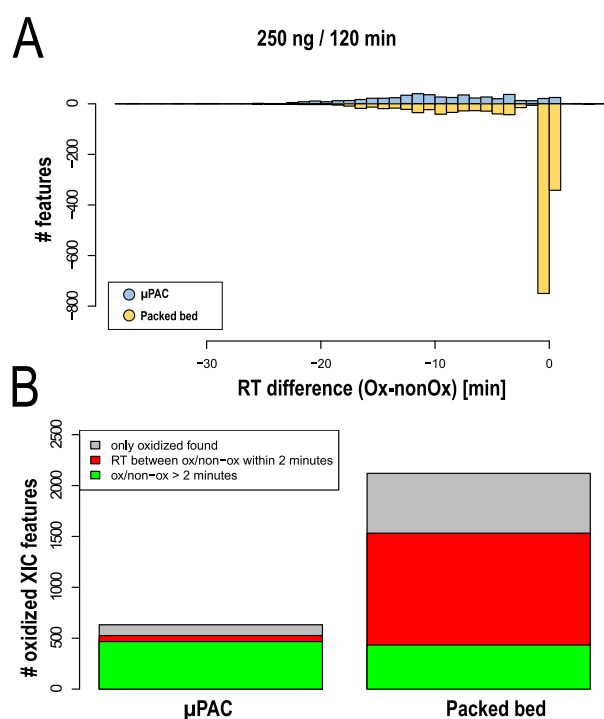 A
250 ng / 120 min
# features
0
−200
−400
−600
−800
µPAC
Packed bed
−30
−20
−10
0
RT difference (Ox-nonOx) [min]
B
# oxidized XIC features
2500
2000
1500
1000
500
0
only oxidized found
RT between ox/non−ox within 2 minutes
ox/non−ox > 2 minutes
µPAC
Packed bed